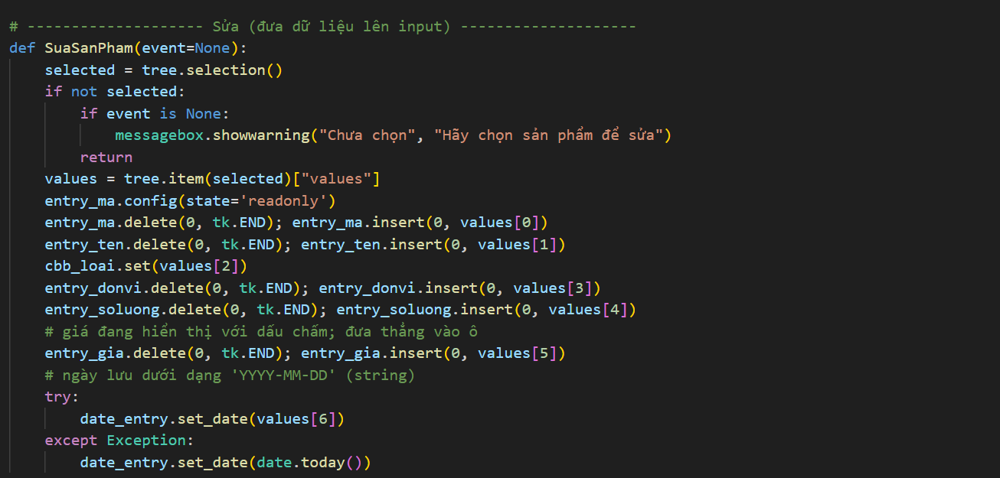 # -------------------- Sửa (đưa dữ liệu lên input) --------------------
def SuaSanPham(event=None):
    selected = tree.selection()
    if not selected:
        if event is None:
            messagebox.showwarning("Chưa chọn", "Hãy chọn sản phẩm để sửa")
        return
    values = tree.item(selected)["values"]
    entry_ma.config(state='readonly')
    entry_ma.delete(0, tk.END); entry_ma.insert(0, values[0])
    entry_ten.delete(0, tk.END); entry_ten.insert(0, values[1])
    cbb_loai.set(values[2])
    entry_donvi.delete(0, tk.END); entry_donvi.insert(0, values[3])
    entry_soluong.delete(0, tk.END); entry_soluong.insert(0, values[4])
    # giá đang hiển thị với dấu chấm; đưa thẳng vào ô
    entry_gia.delete(0, tk.END); entry_gia.insert(0, values[5])
    # ngày lưu dưới dạng 'YYYY-MM-DD' (string)
    try:
        date_entry.set_date(values[6])
    except Exception:
        date_entry.set_date(date.today())